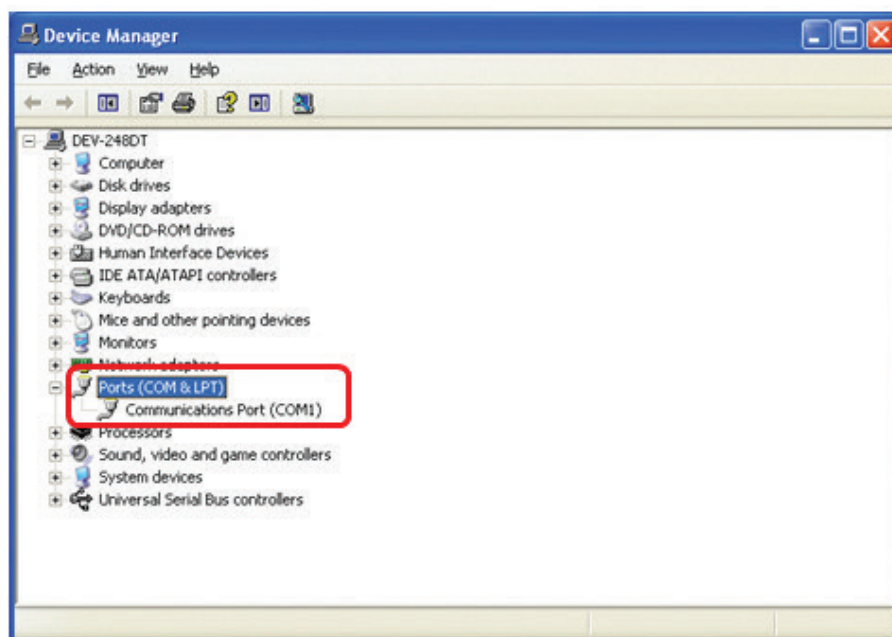 Device Manager
File Action View Help
DEV-248DT
Computer
Disk drives
Display adapters
DVD/CD-ROM drives
Human Interface Devices
IDE ATA/ATAPI controllers
Keyboards
Mice and other pointing devices
Monitors
Network adapters
Ports (COM & LPT)
Communications Port (COM1)
Processors
Sound, video and game controllers
System devices
Universal Serial Bus controllers